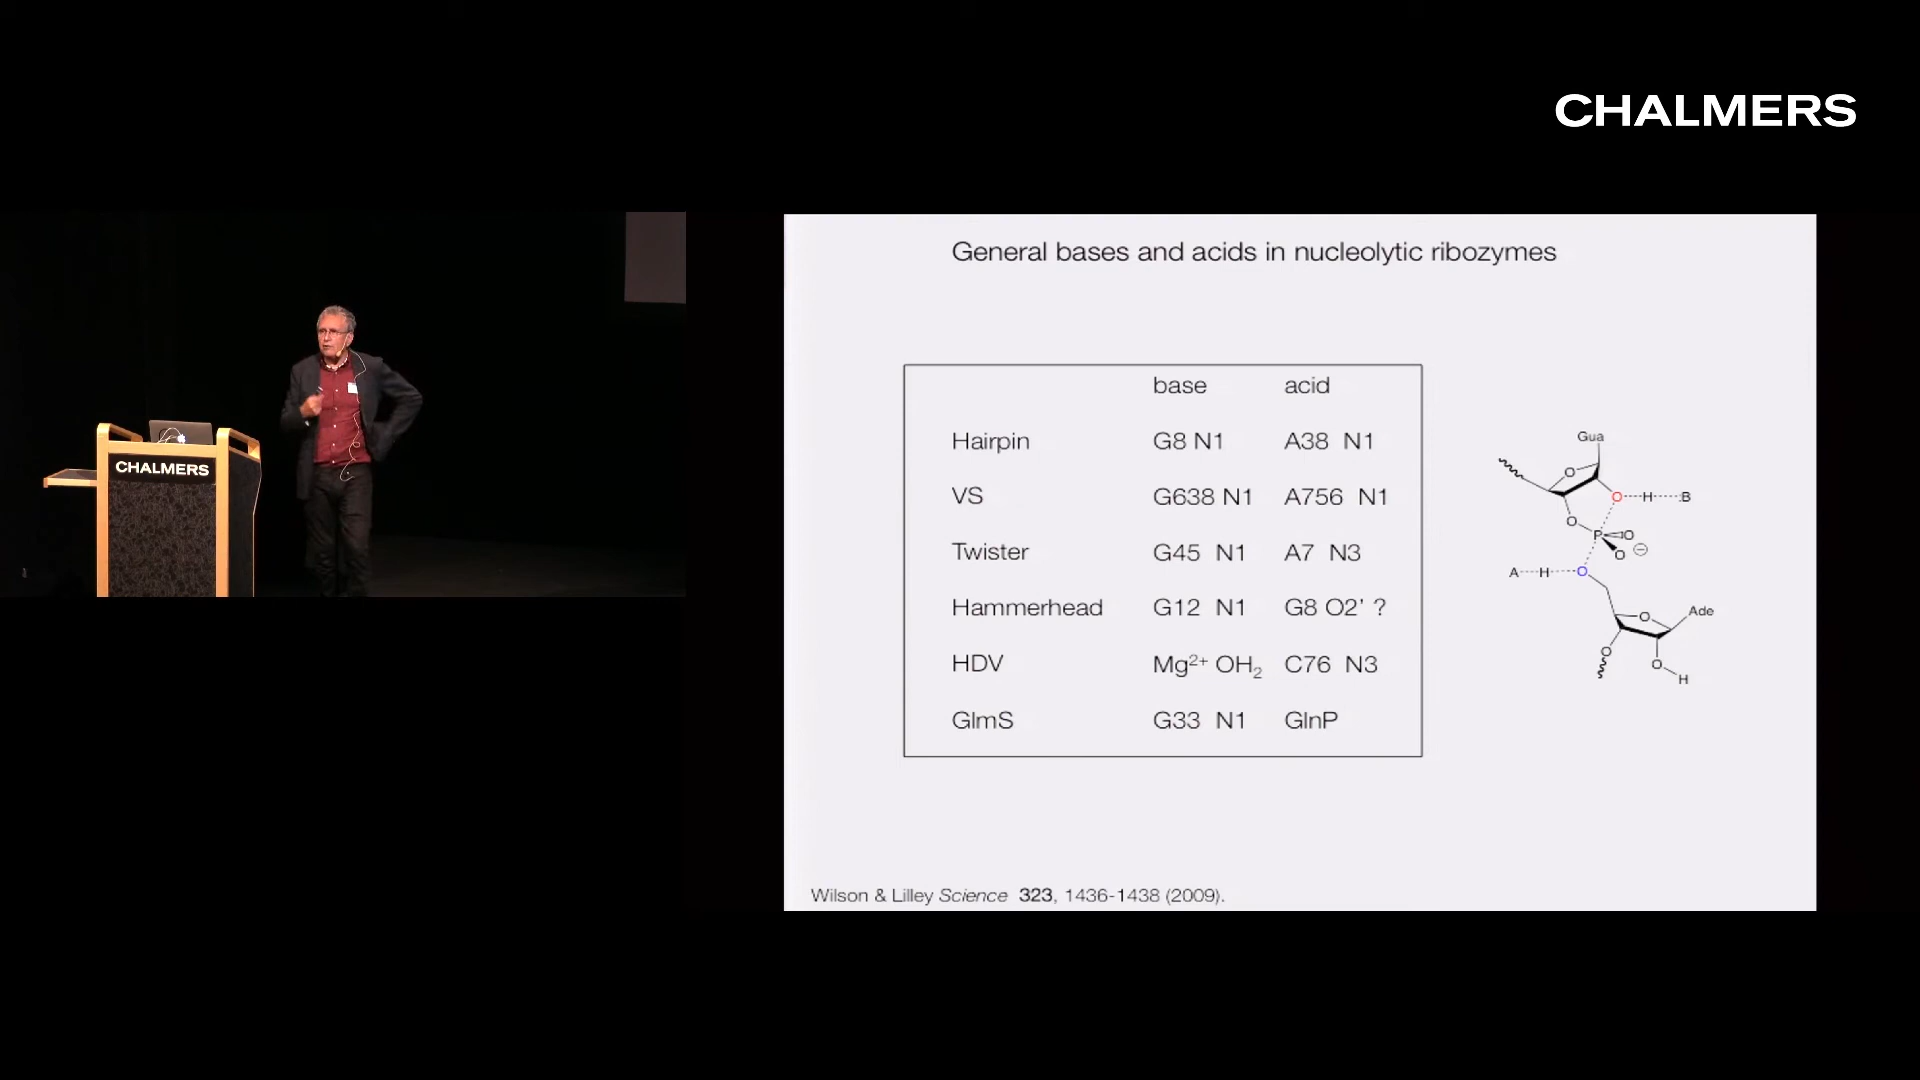 CHALMERS
CHALMERS
General bases and acids in nucleolytic ribozymes
base acid
Hairpin G8 N1 A38 N1
VS G638 N1 A756 N1
Twister G45 N1 A7 N3
Hammerhead G12 N1 G8 O2' ?
HDV Mg²⁺ OH₂ C76 N3
GlmS G33 N1 GlnP
Gua
O
O H :B
O
P O
O ⊖
A H O
O Ade
O
O
H
Wilson & Lilley Science 323, 1436-1438 (2009).